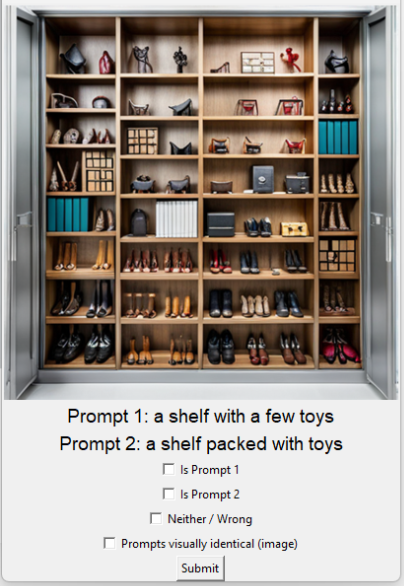 Prompt 1: a shelf with a few toys
Prompt 2: a shelf packed with toys
Is Prompt 1
Is Prompt 2
Neither / Wrong
Prompts visually identical (image)
Submit